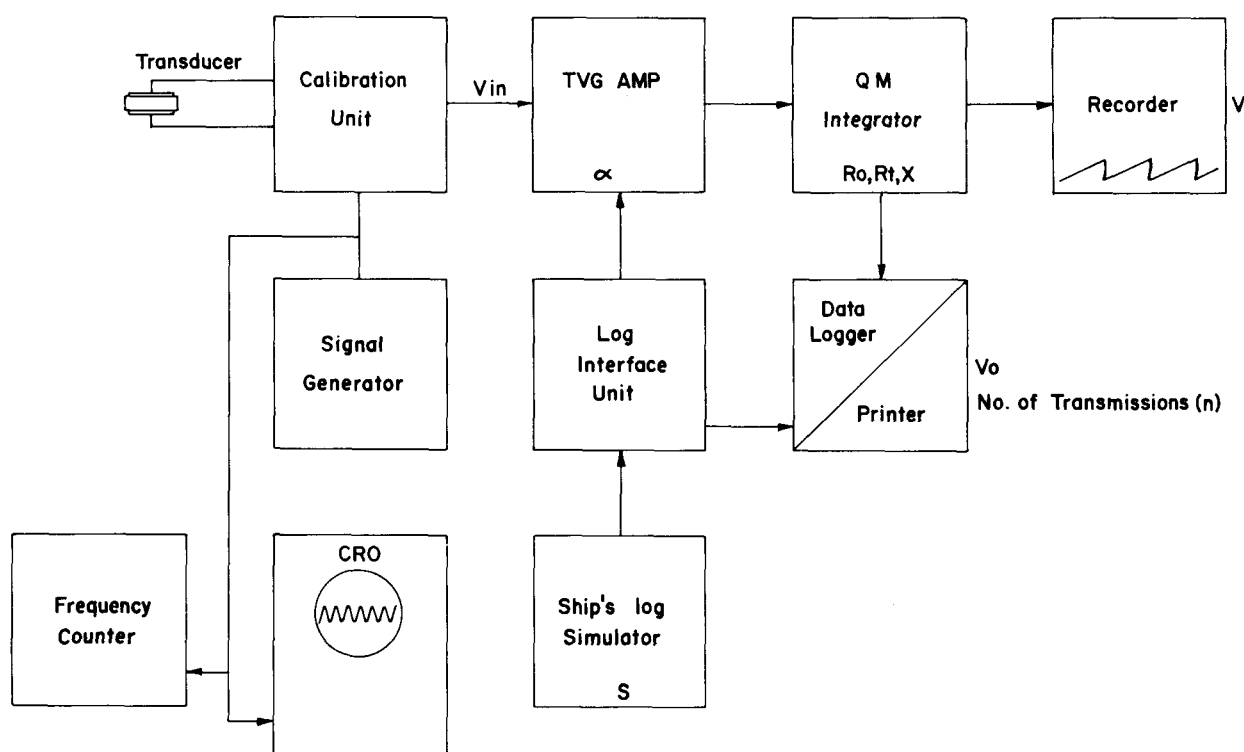 Transducer
Calibration
Unit
Vin
TVG AMP
α
QM
Integrator
Ro,Rt,X
Recorder
V
Signal
Generator
Log
Interface
Unit
Data
Logger
Printer
Vo
No. of Transmissions (n)
Frequency
Counter
CRO
Ship's log
Simulator
S